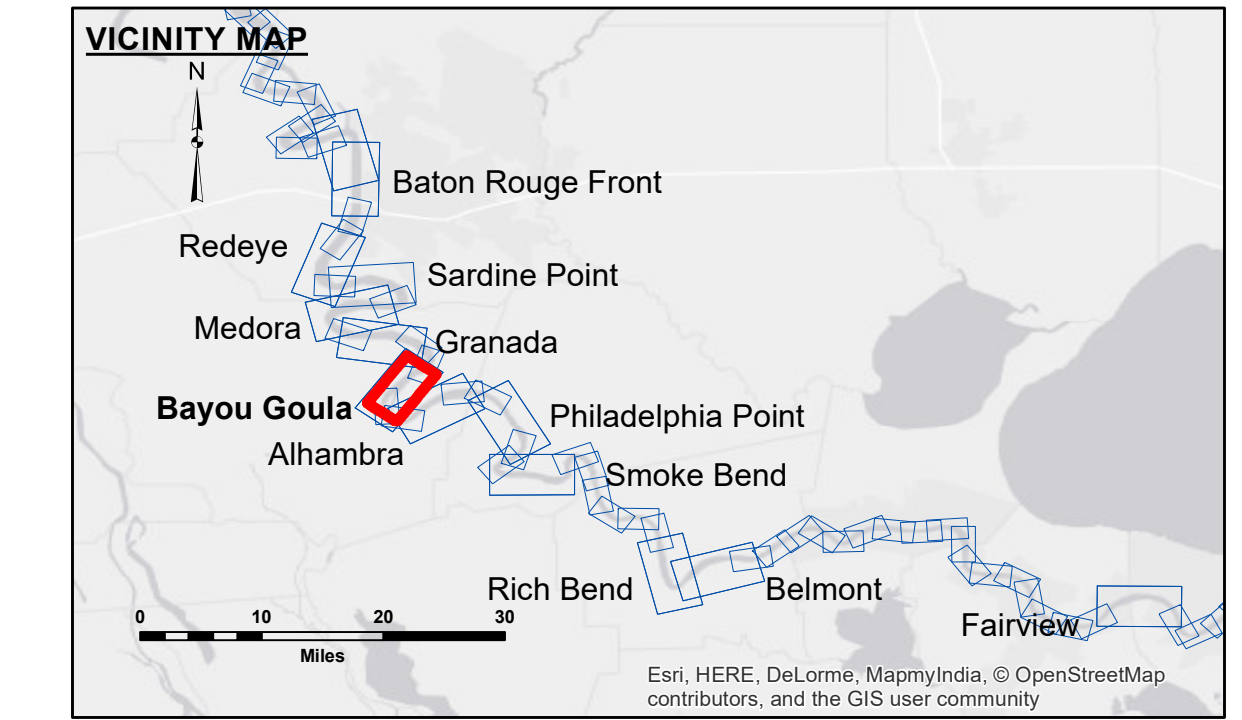 VICINITY MAP
N
Baton Rouge Front
Redeye
Sardine Point
Medora
Granada
Bayou Goula
Philadelphia Point
Alhambra
Smoke Bend
Rich Bend
Belmont
Fairview
0 10 20 30
Miles
Esri, HERE, DeLorme, MapmyIndia, © OpenStreetMap
contributors, and the GIS user community